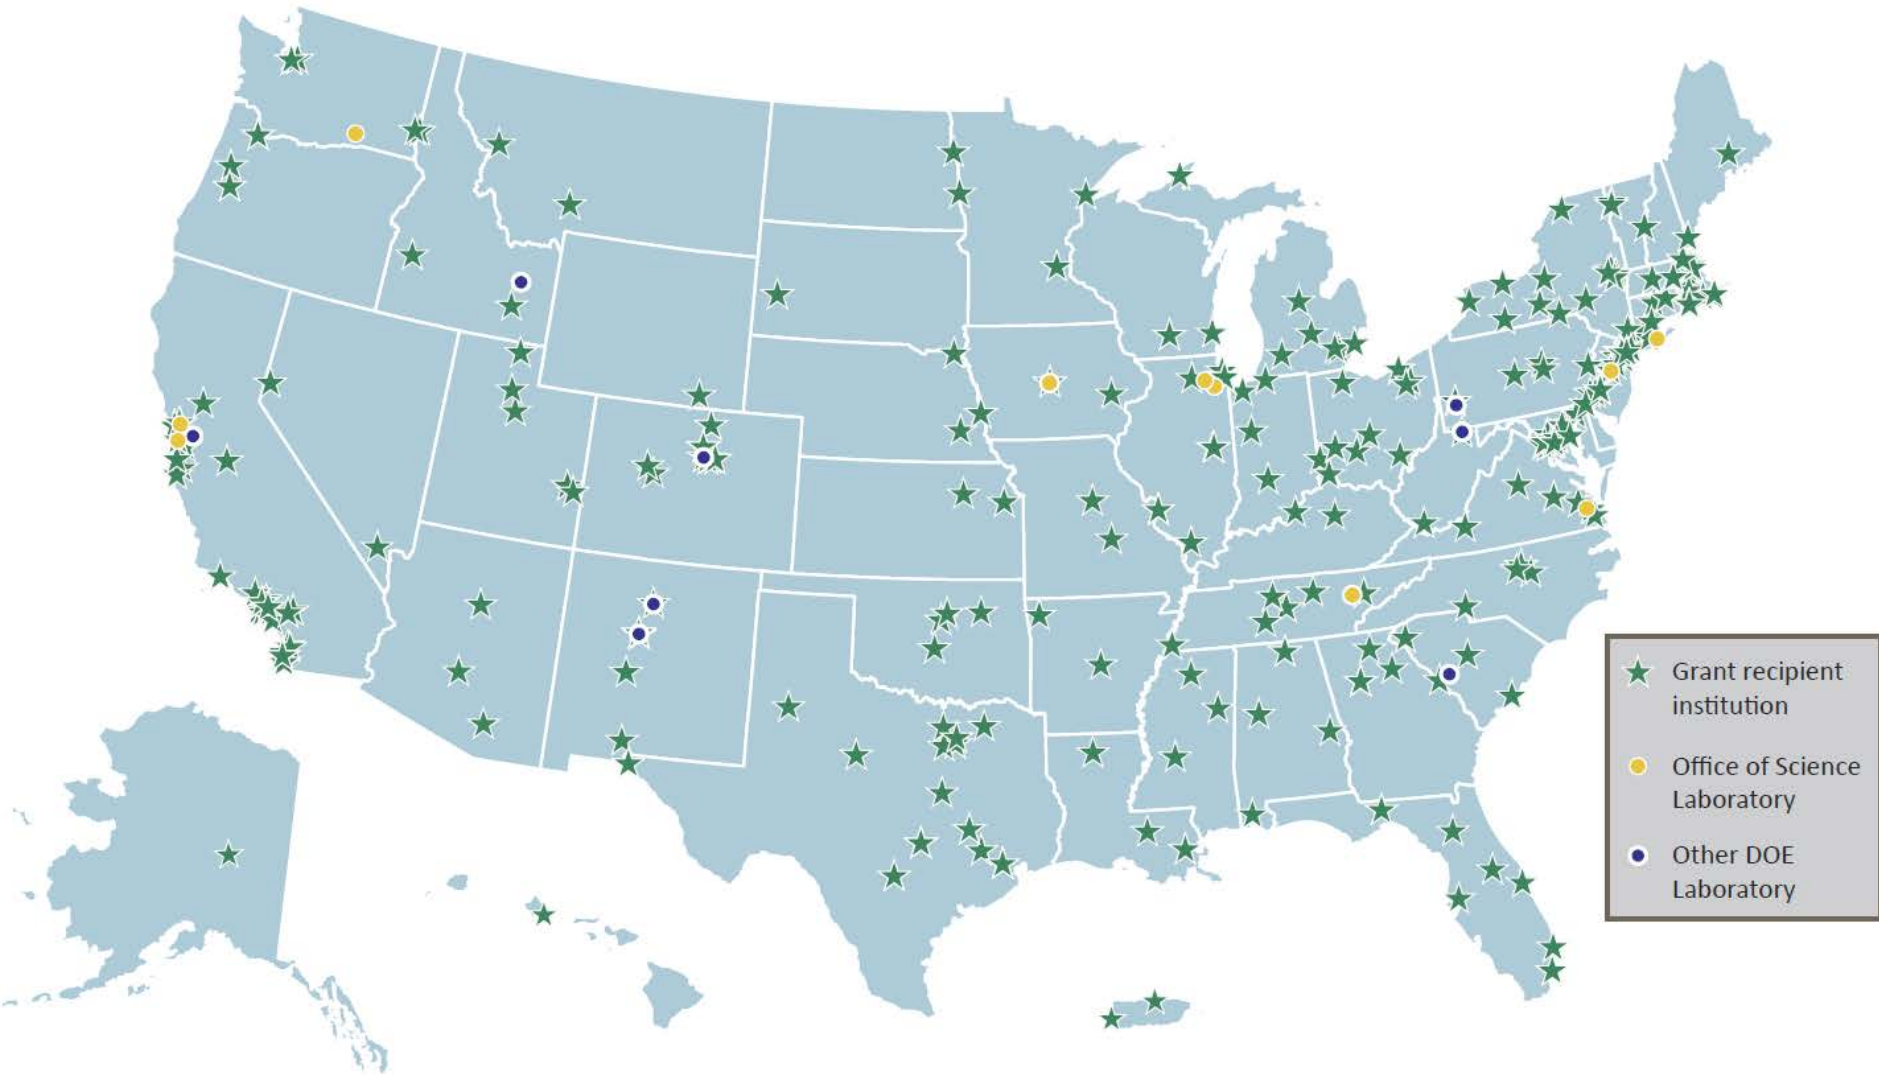 Grant recipient
institution
Office of Science
Laboratory
Other DOE
Laboratory